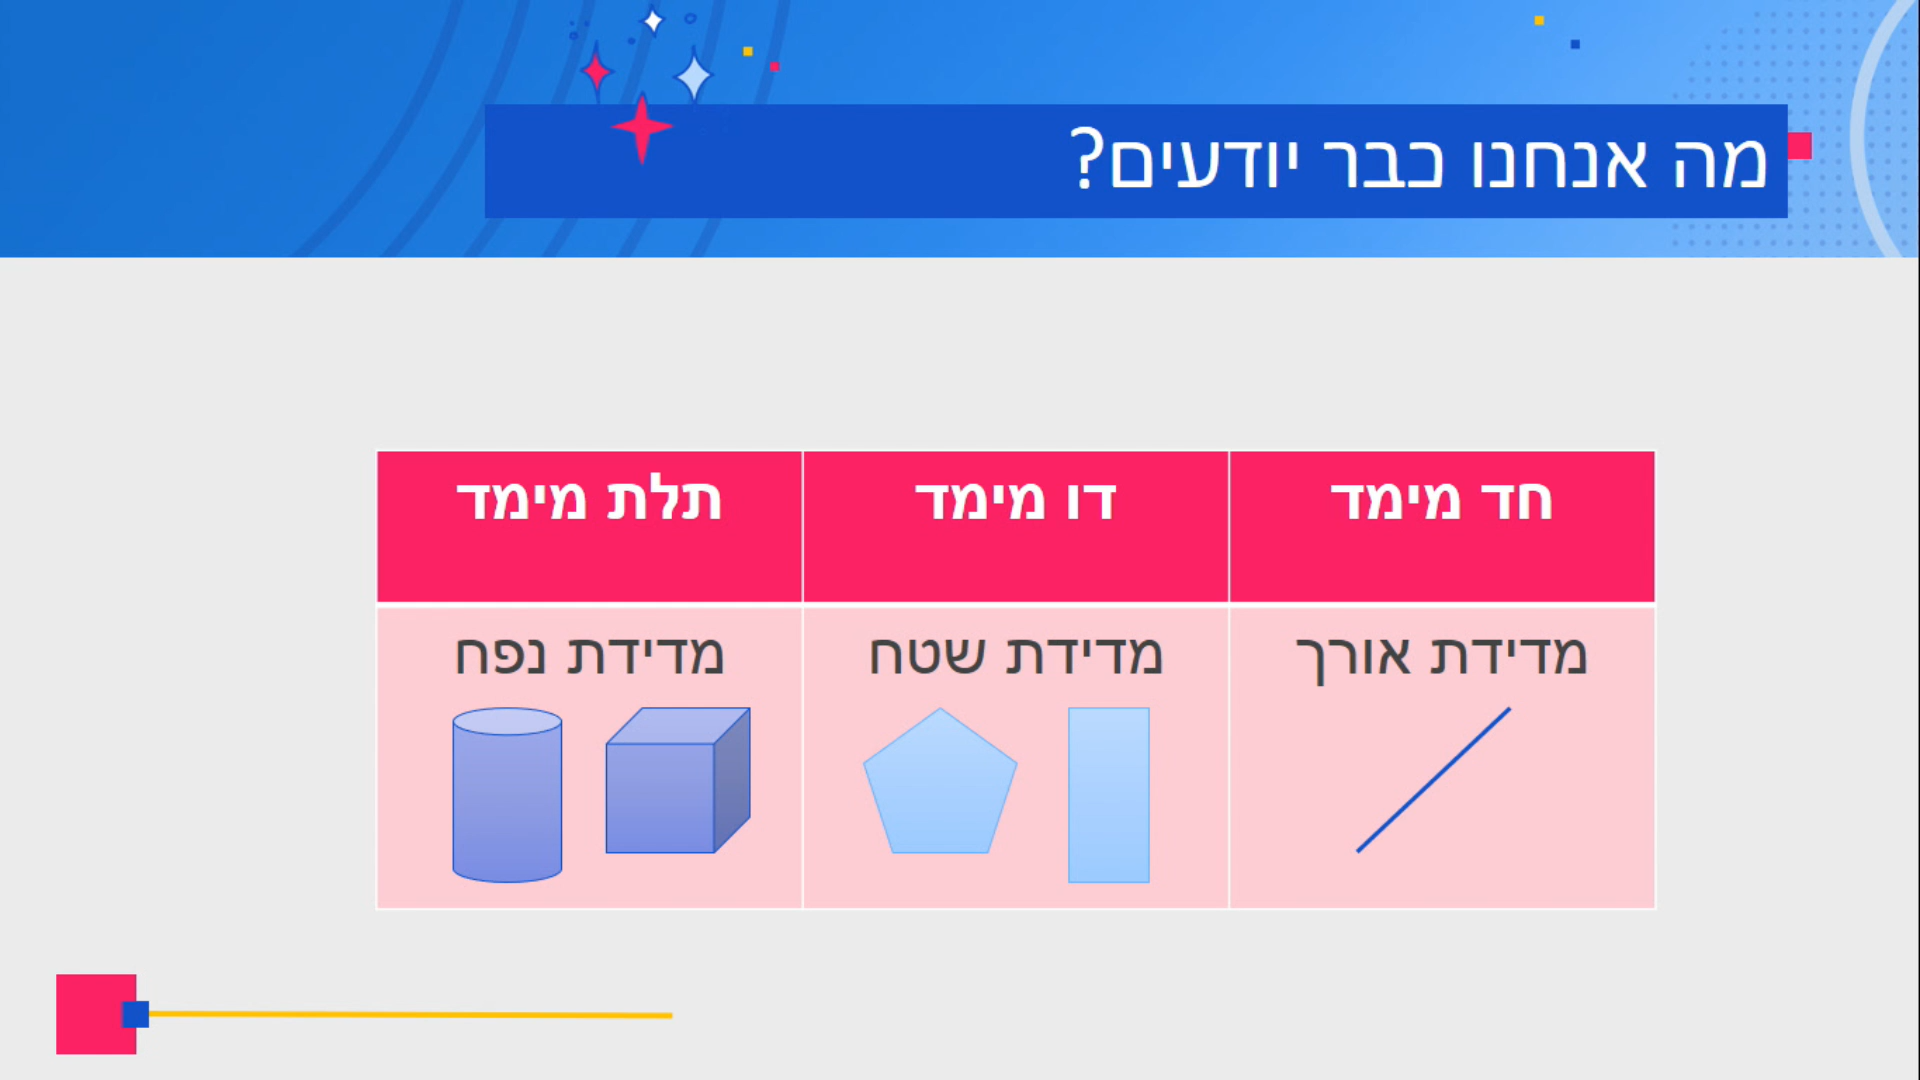 מה אנחנו כבר יודעים?
חד מימד
דו מימד
תלת מימד
מדידת אורך
מדידת שטח
מדידת נפח